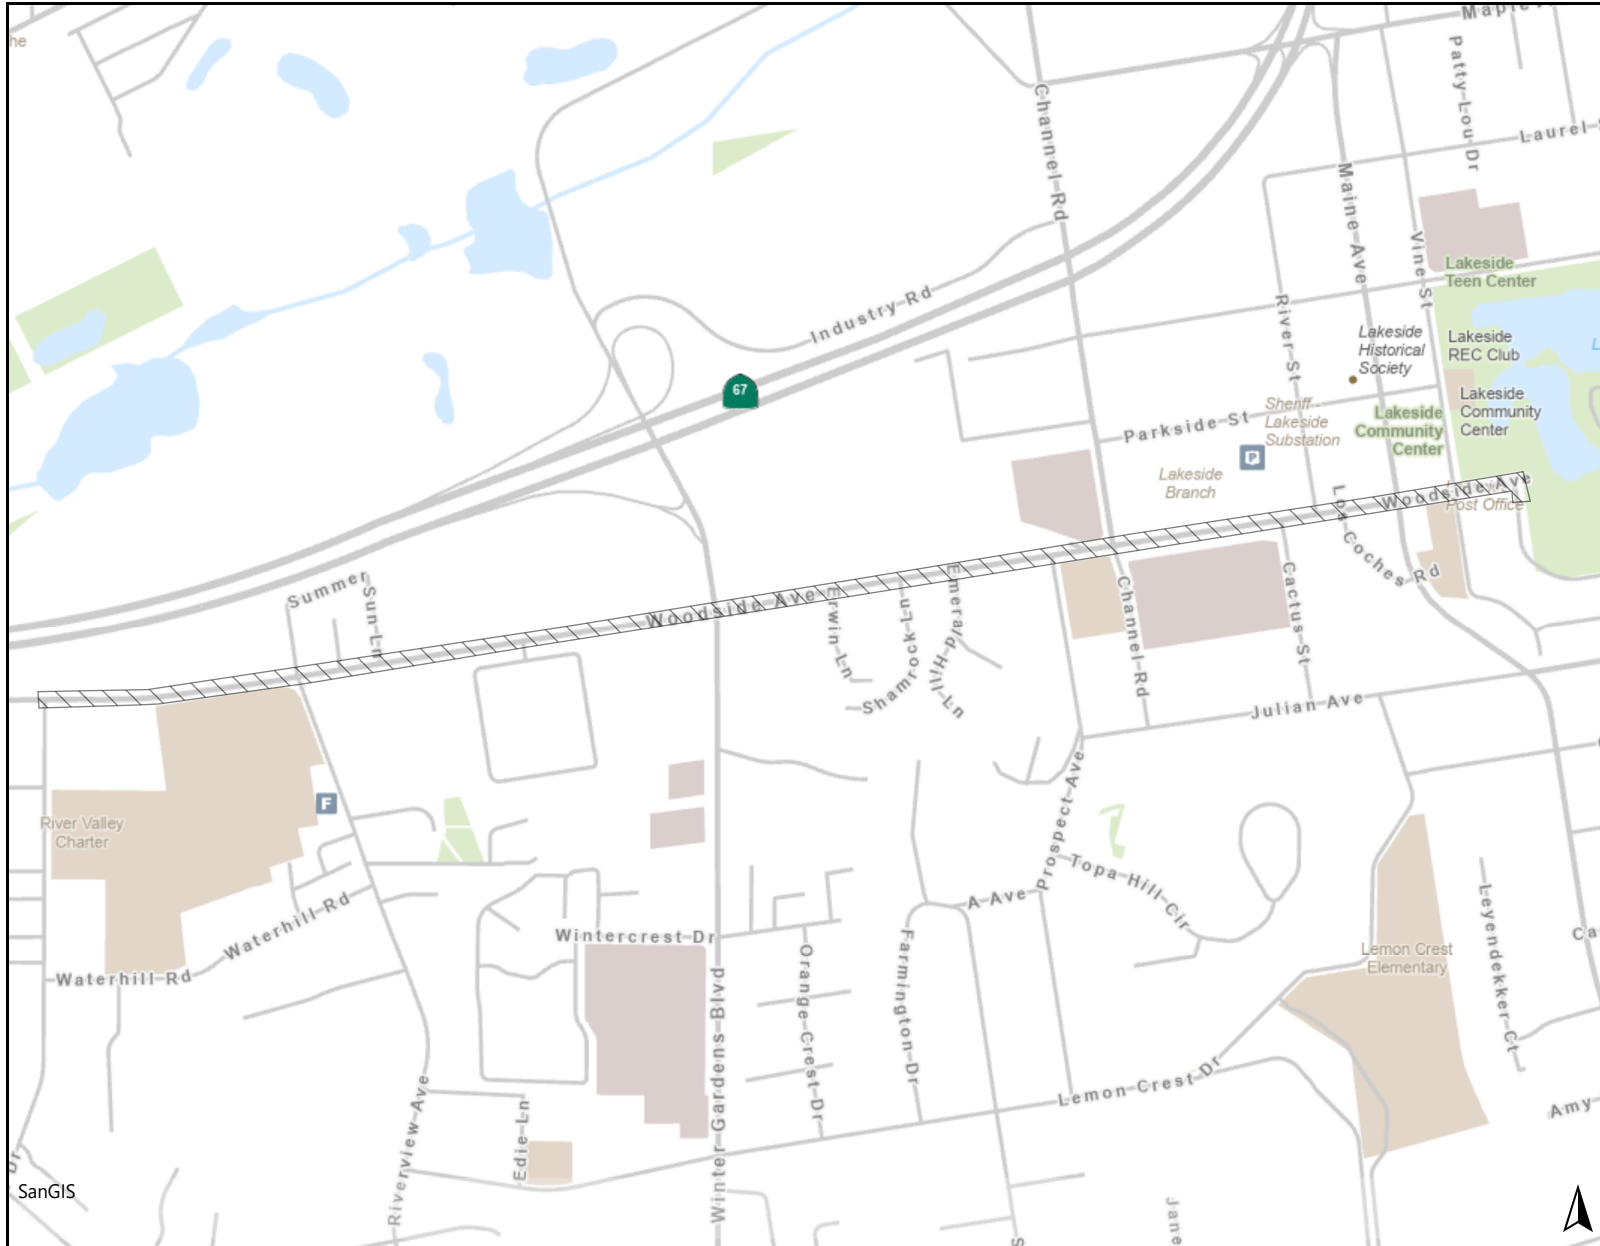 he
Maple
Patty Lou Dr
Laurel
Channel Rd
Maine Ave
Vine St
Lakeside
Teen Center
Industry Rd
River St
Lakeside
Historical
Society
Lakeside
REC Club
67
Lakeside
Community
Center
Sheriff -
Lakeside
Substation
Lakeside
Community
Center
Parkside St
P
Lakeside
Branch
Woodside Ave
Post Office
Los Coches Rd
Summer
Sun Ln
Woodside Ave
Erwin Ln
Shamrock Ln
Emerald Hill Ln
Channel Rd
Cactus St
Julian Ave
F
River Valley
Charter
Prospect Ave
Topa Hill Cir
A Ave
Waterhill Rd
Waterhill Rd
Wintercrest Dr
Orange Crest Dr
Farmington Dr
Lemon Crest
Elementary
Leyendekker Ct
Ca
Winter Gardens Blvd
Riverview Ave
Edie Ln
Lemon Crest Dr
Amy
Dr
SanGIS
Jane
S
L